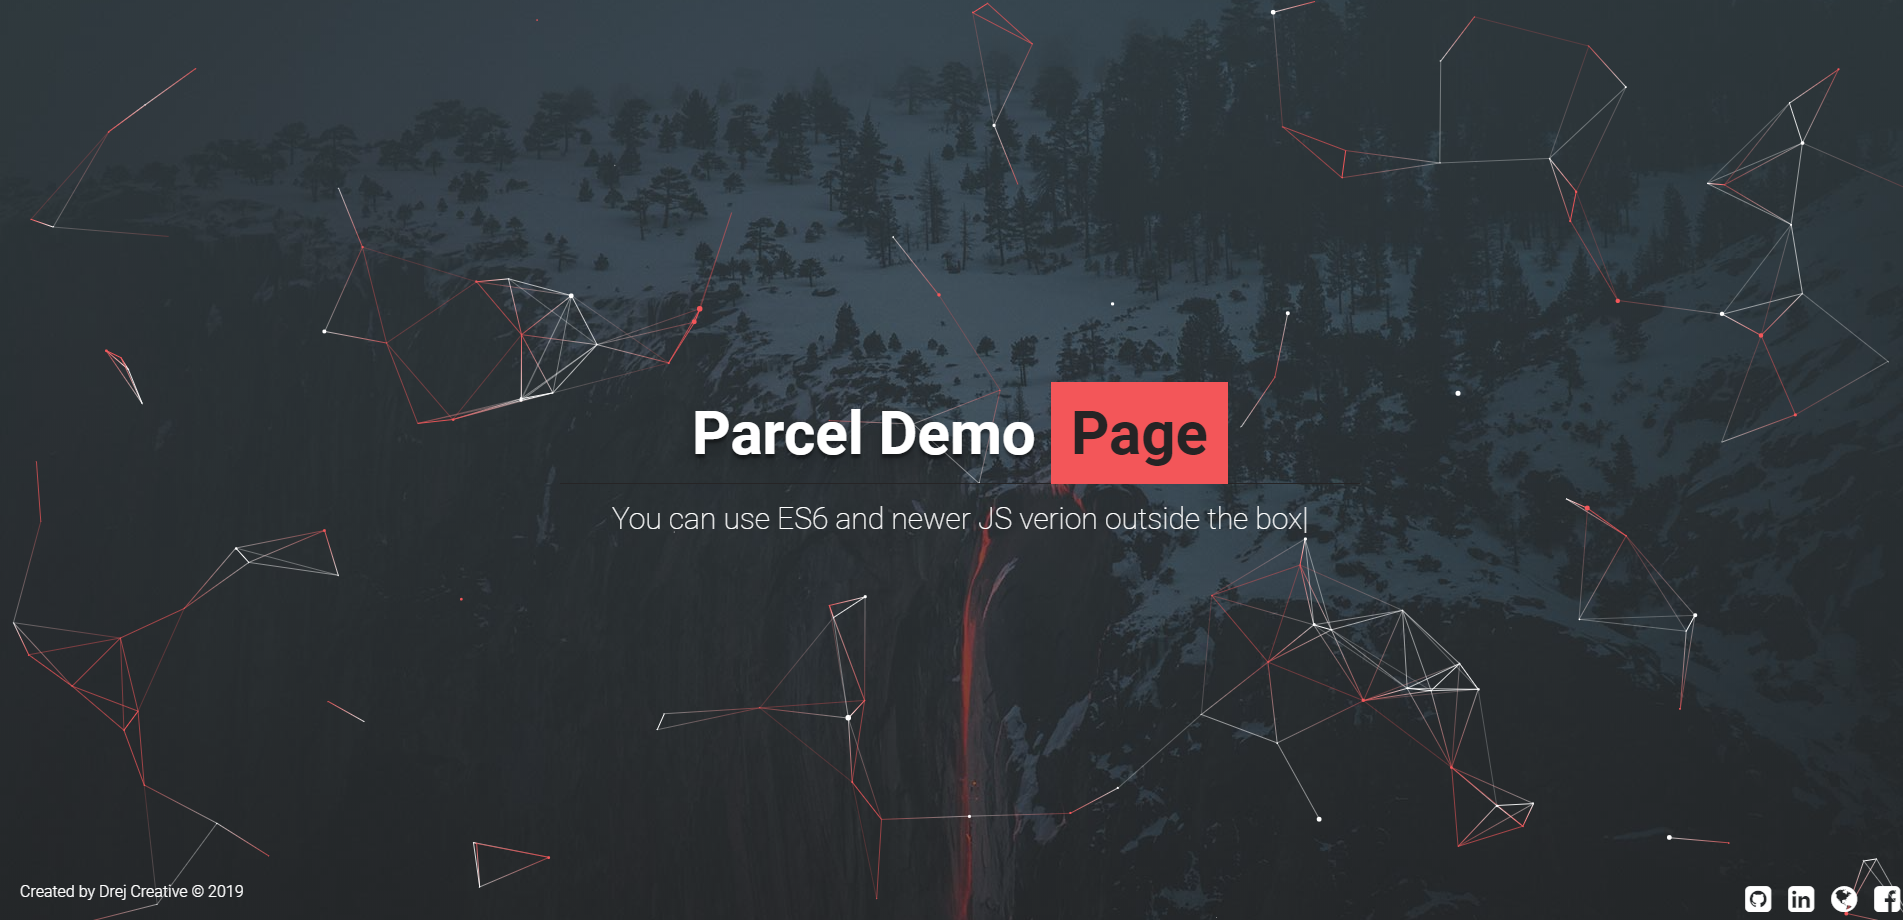 Parcel Demo Page
You can use ES6 and newer JS verion outside the box|
Created by Drej Creative © 2019